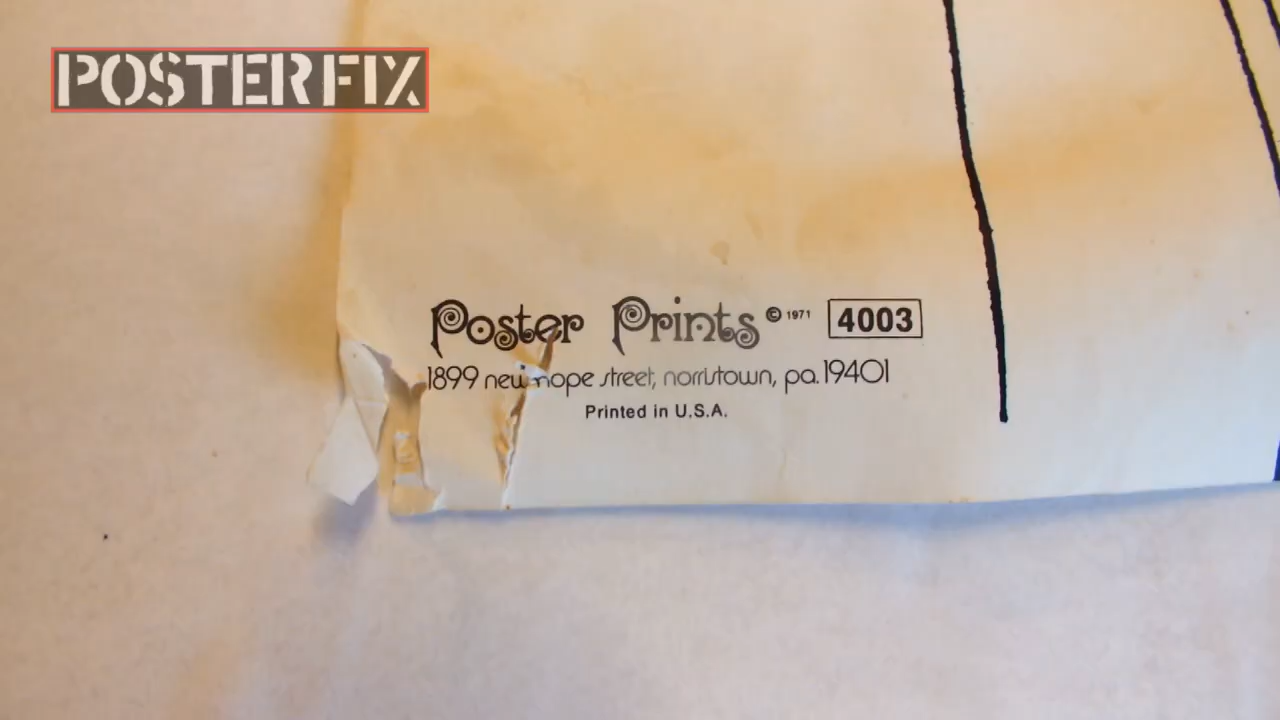 POSTERFIX
Poster Prints © 1971 4003
1899 new hope street, norristown, pa. 19401
Printed in U.S.A.